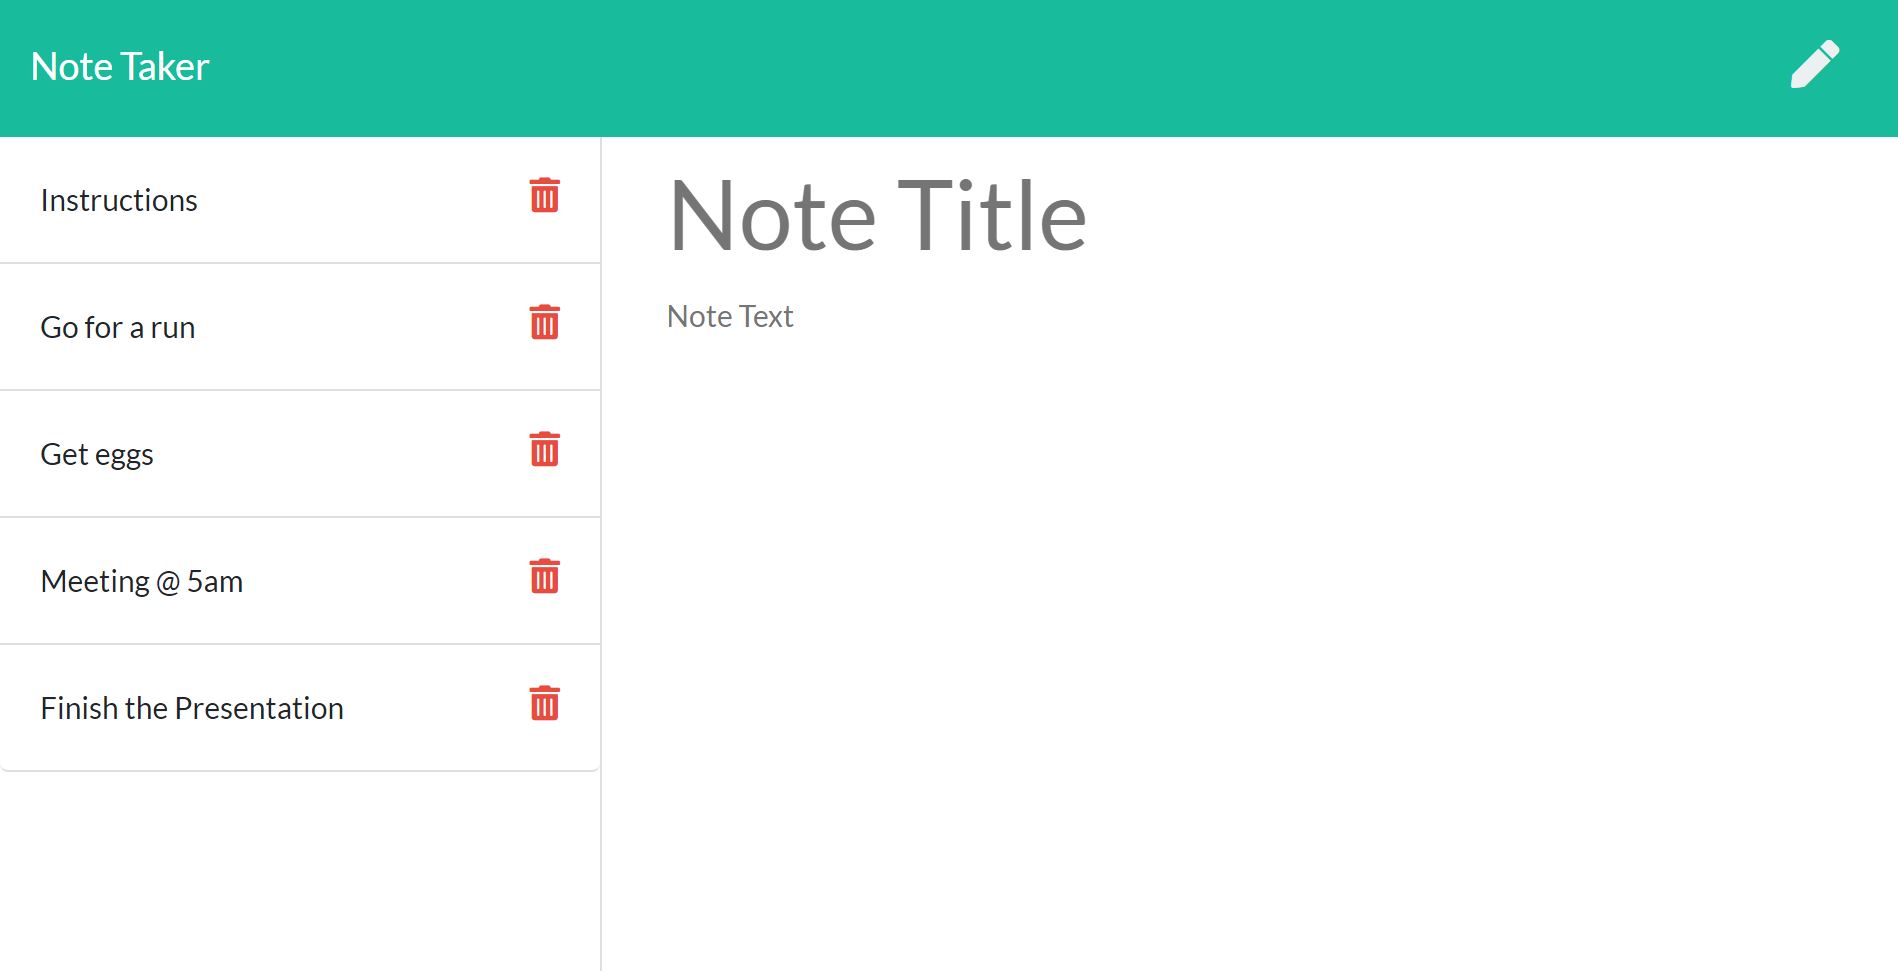 Note Taker
Instructions
Go for a run
Get eggs
Meeting @ 5am
Finish the Presentation
Note Title
Note Text